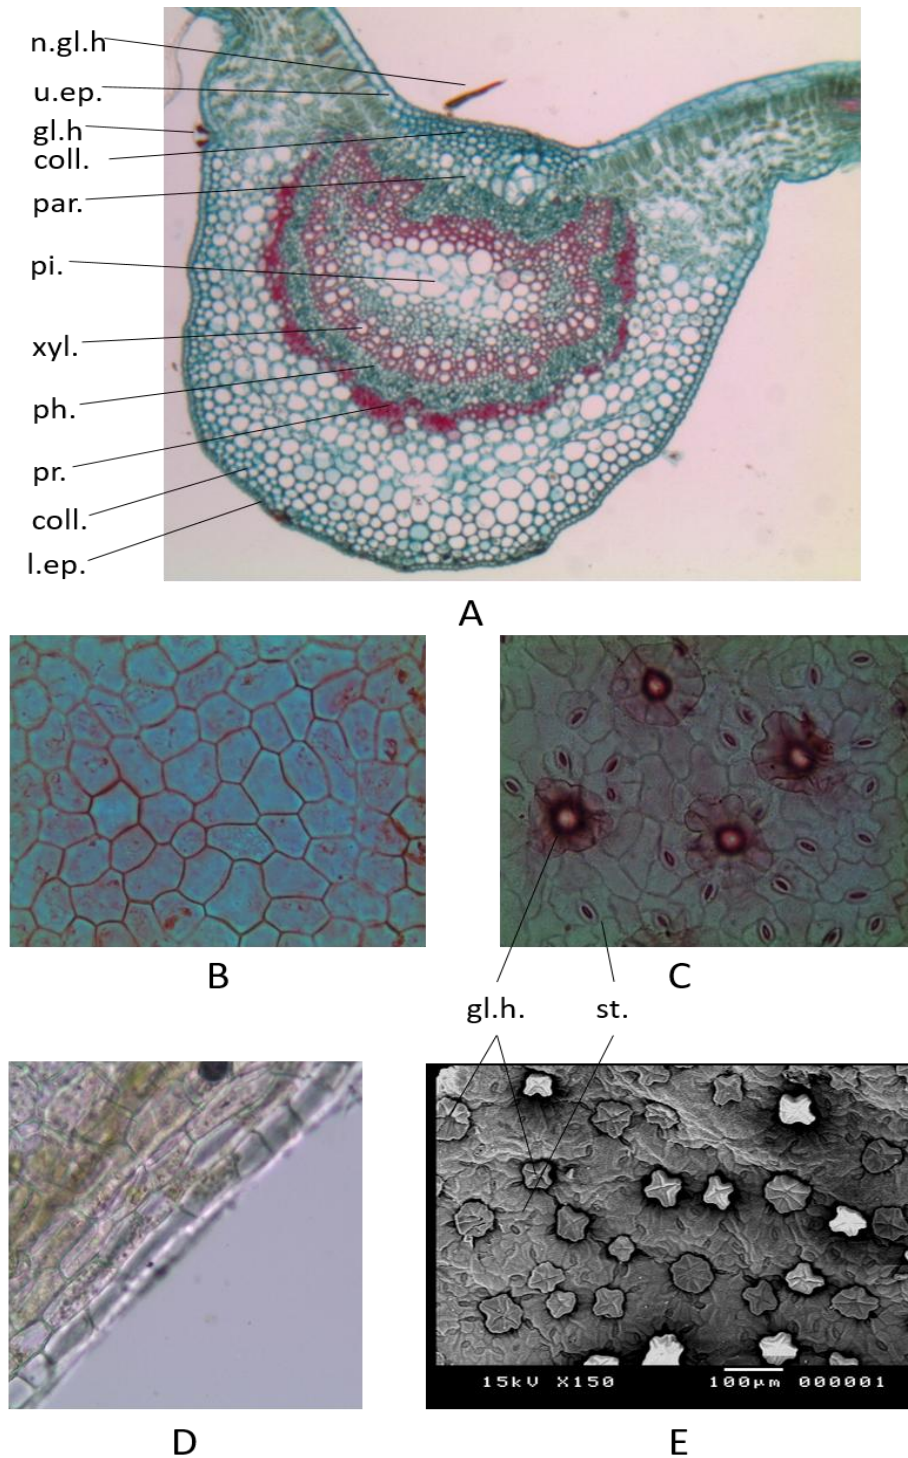 n.gl.h
u.ep.
gl.h
coll.
par.
pi.
xyl.
ph.
pr.
coll.
l.ep.
A
B
C
gl.h.
st.
D
E
15kV X150
100µm 000001